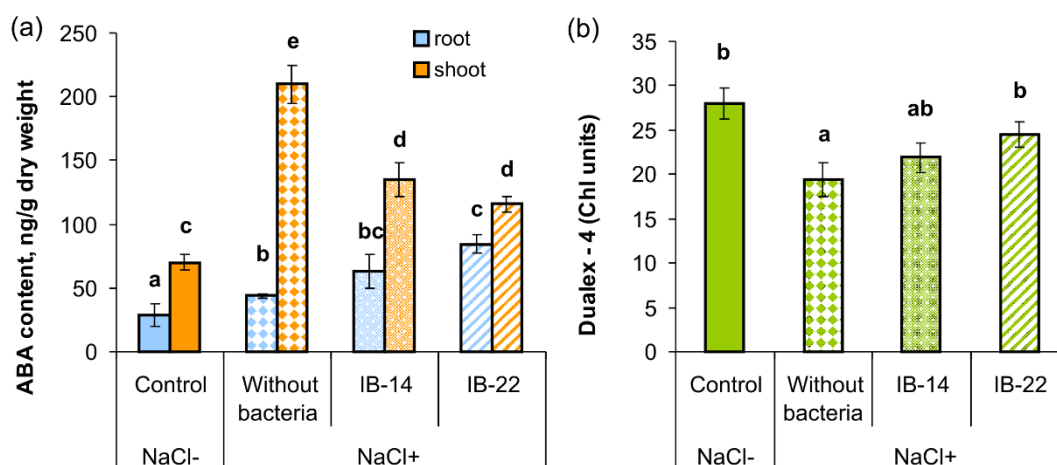 (a)
ABA content, ng/g dry weight
250
200
150
100
50
0
root
shoot
a
c
b
e
bc
d
c
d
Control
Without
bacteria
IB-14
IB-22
NaCl-
NaCl+
(b)
Dualex - 4 (Chl units)
35
30
25
20
15
10
5
0
b
a
ab
b
Control
Without
bacteria
IB-14
IB-22
NaCl-
NaCl+